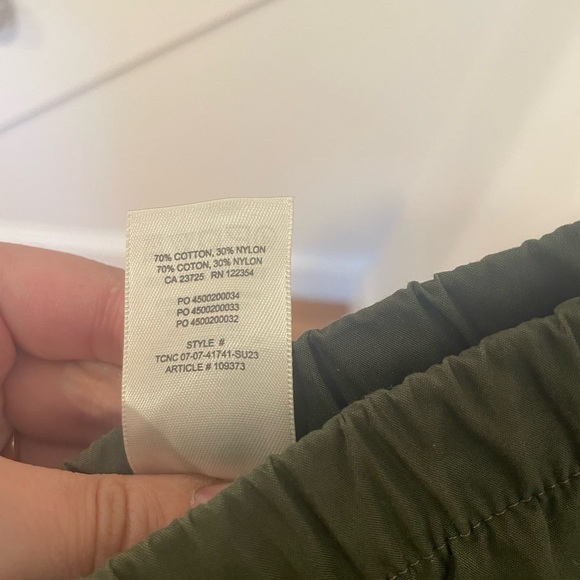 70% COTTON, 30% NYLON
70% COTON, 30% NYLON
CA 23725 RN 122354
PO 4500200034
PO 4500200033
PO 4500200032
STYLE #
TCNC 07-07-41741-SU23
ARTICLE # 109373